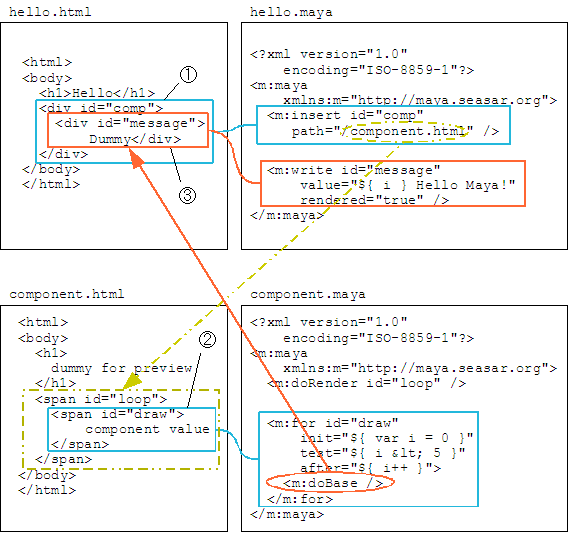 hello.html
<html>
<body>
①
<h1>Hello</h1>
<div id="comp">
<div id="message">
Dummy</div>
</div>
</body>
③
</html>
hello.maya
<?xml version="1.0"
encoding="ISO-8859-1"?>
<m:maya
xmlns:m="http://maya.seasar.org">
<m:insert id="comp"
path="/component.html" />
<m:write id="message"
value="${ i } Hello Maya!"
rendered="true" />
</m:maya>
component.html
<html>
<body>
②
<h1>
dummy for preview
</h1>
<span id="loop">
<span id="draw">
component value
</span>
</span>
</body>
</html>
component.maya
<?xml version="1.0"
encoding="ISO-8859-1"?>
<m:maya
xmlns:m="http://maya.seasar.org">
<m:doRender id="loop" />
<m:for id="draw"
init="${ var i = 0 }"
test="${ i &lt; 5 }"
after="${ i++ }">
<m:doBase />
</m:for>
</m:maya>